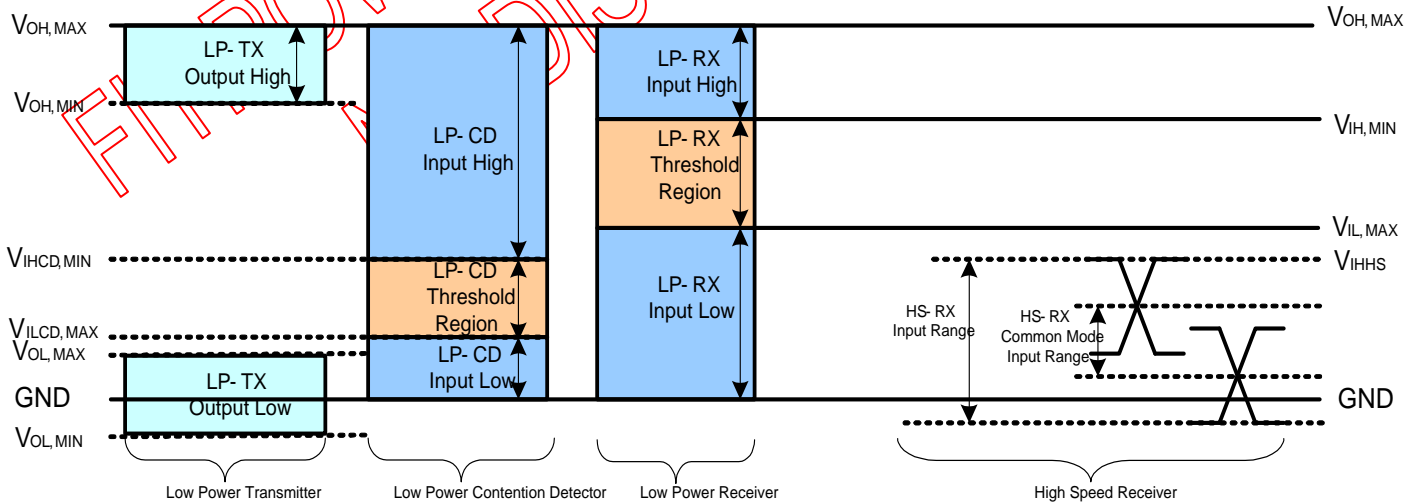 VOH, MAX
VOH, MIN
VIHCD, MIN
VILCD, MAX
VOL, MAX
GND
VOL, MIN
LP- TX
Output High
LP- TX
Output Low
LP- CD
Input High
LP- CD
Threshold
Region
LP- CD
Input Low
LP- RX
Input High
LP- RX
Threshold
Region
LP- RX
Input Low
HS- RX
Input Range
HS- RX
Common Mode
Input Range
VOH, MAX
VIH, MIN
VIL, MAX
VIHHS
GND
Low Power Transmitter
Low Power Contention Detector
Low Power Receiver
High Speed Receiver